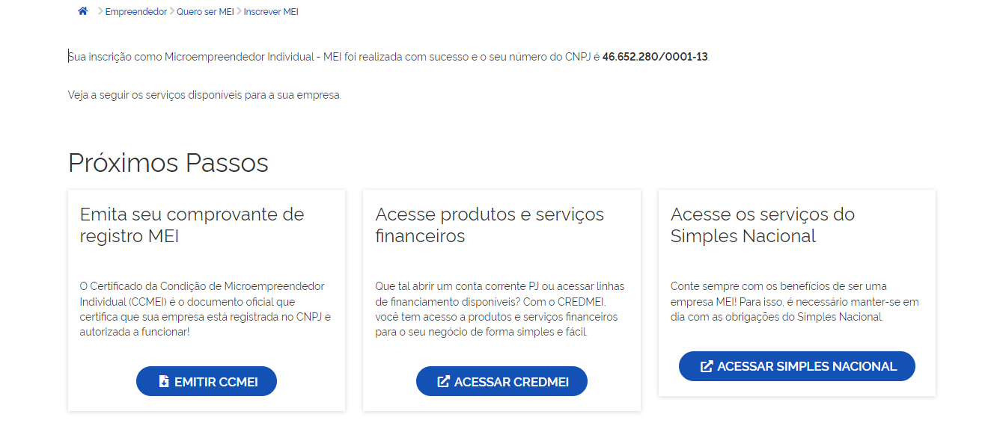 Empreendedor Quero ser MEI Inscrever MEI
Sua inscrição como Microempreendedor Individual - MEI foi realizada com sucesso e o seu número do CNPJ é 46.652.280/0001-13.
Veja a seguir os serviços disponíveis para a sua empresa.
Próximos Passos
Emita seu comprovante de
registro MEI
O Certificado da Condição de Microempreendedor
Individual (CCMEI) é o documento oficial que
certifica que sua empresa está registrada no CNPJ e
autorizada a funcionar!
EMITIR CCMEI
Acesse produtos e serviços
financeiros
Que tal abrir um conta corrente PJ ou acessar linhas
de financiamento disponíveis? Com o CREDMEI,
você tem acesso a produtos e serviços financeiros
para o seu negócio de forma simples e fácil.
ACESSAR CREDMEI
Acesse os serviços do
Simples Nacional
Conte sempre com os benefícios de ser uma
empresa MEI! Para isso, é necessário manter-se em
dia com as obrigações do Simples Nacional.
ACESSAR SIMPLES NACIONAL